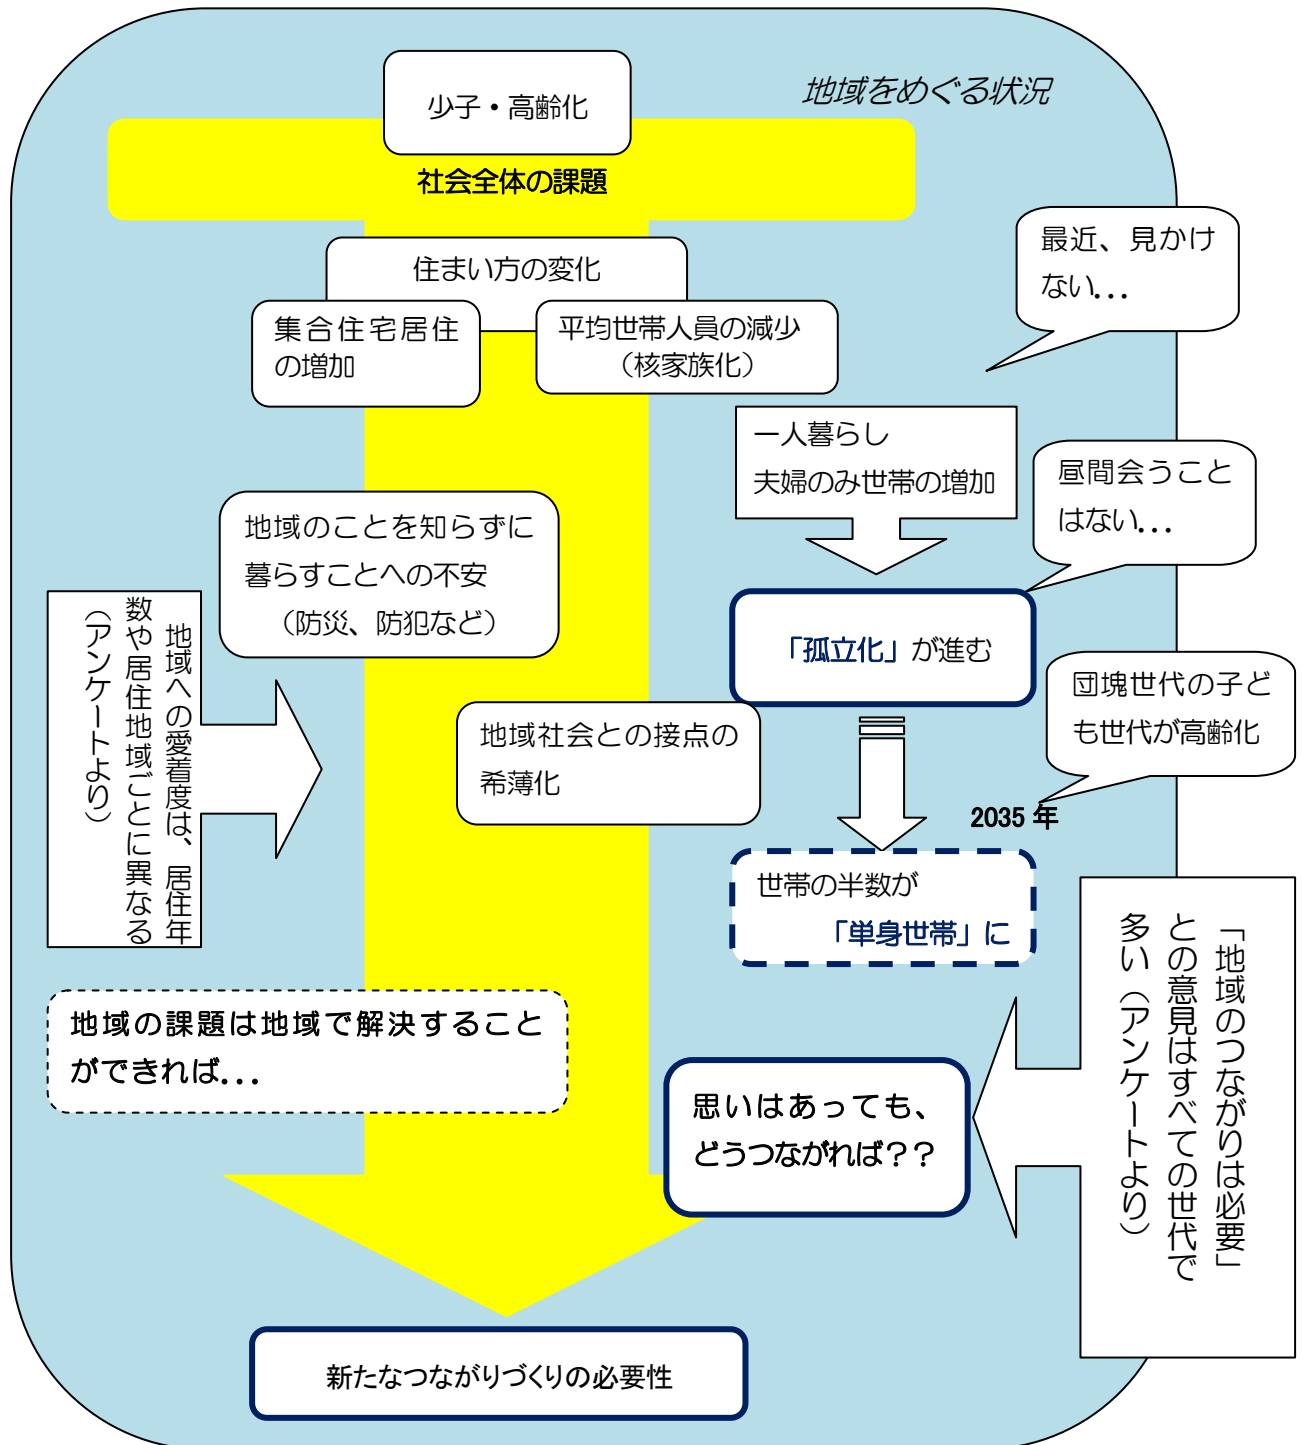 地域をめぐる状況
少子・高齢化
社会全体の課題
住まい方の変化
集合住宅居住
の増加
平均世帯人員の減少
（核家族化）
最近、見かけ
ない...
一人暮らし
夫婦のみ世帯の増加
昼間会うこと
はない...
地域のことを知らずに
暮らすことへの不安
（防災、防犯など）
「孤立化」が進む
地域への愛着度は、居住年
数や居住地域ごとに異なる
（アンケートより）
地域社会との接点の
希薄化
団塊世代の子ど
も世代が高齢化
2035 年
世帯の半数が
「単身世帯」に
地域の課題は地域で解決すること
ができれば...
思いはあっても、
どうつながれば？？
「地域のつながりは必要」
との意見はすべての世代で
多い（アンケートより）
新たなつながりづくりの必要性